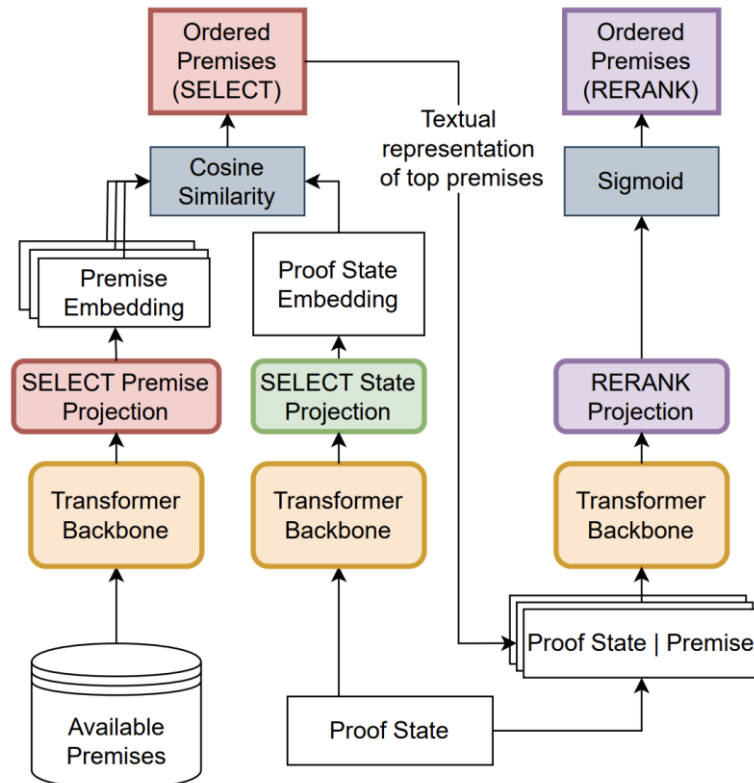 Ordered
Premises
(SELECT)
Ordered
Premises
(RERANK)
Textual
representation
of top premises
Cosine
Similarity
Sigmoid
Premise
Embedding
Proof State
Embedding
SELECT Premise
Projection
SELECT State
Projection
RERANK
Projection
Transformer
Backbone
Transformer
Backbone
Transformer
Backbone
Proof State | Premise
Available
Premises
Proof State